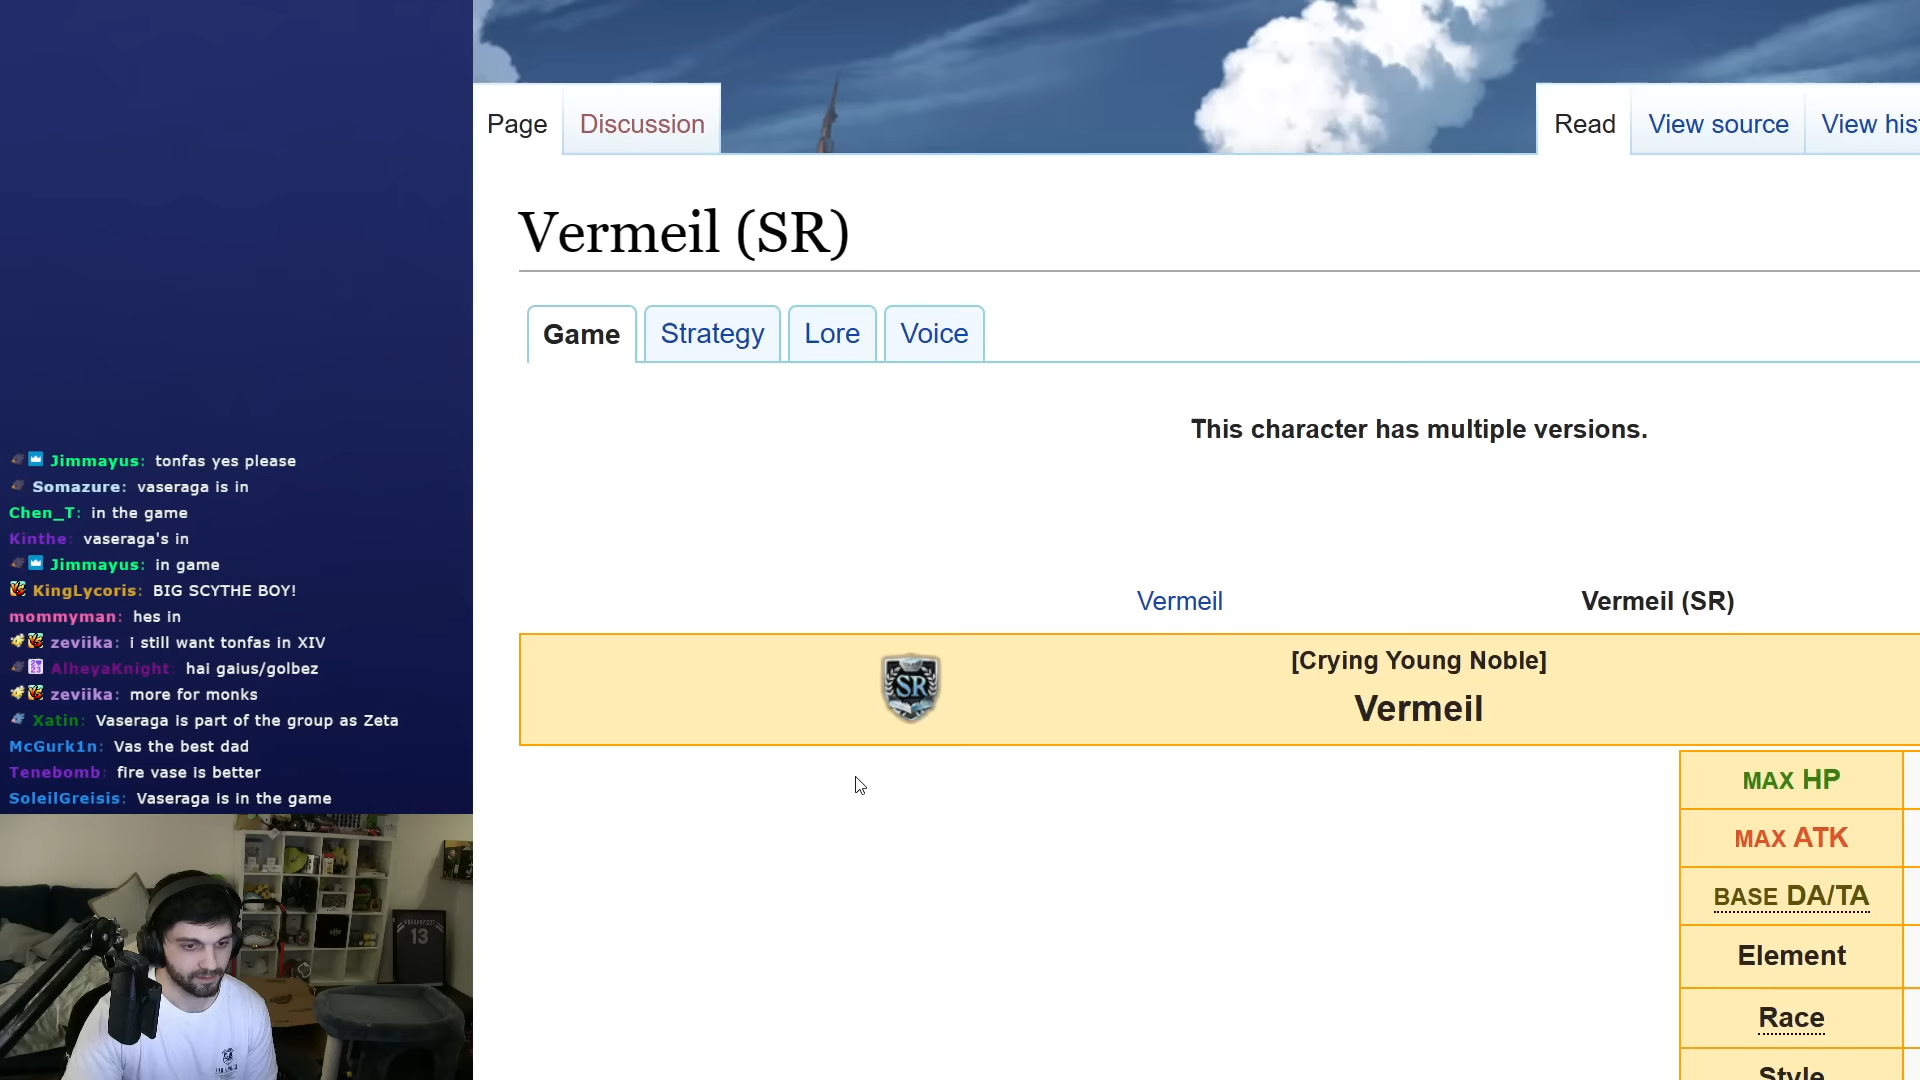 Jimmayus: tonfas yes please
Somazure: vaseraga is in
Chen_T: in the game
Kinthe: vaseraga's in
Jimmayus: in game
KingLycoris: BIG SCYTHE BOY!
mommyman: hes in
zeviika: i still want tonfas in XIV
AlheyaKnight: hai gaius/golbez
zeviika: more for monks
Xatin: Vaseraga is part of the group as Zeta
McGurk1n: Vas the best dad
Tenebomb: fire vase is better
SoleilGreisis: Vaseraga is in the game
13
Page
Discussion
Read
View source
View his
Vermeil (SR)
Game
Strategy
Lore
Voice
This character has multiple versions.
Vermeil
Vermeil (SR)
SR
[Crying Young Noble]
Vermeil
MAX HP
MAX ATK
BASE DA/TA
Element
Race
Style